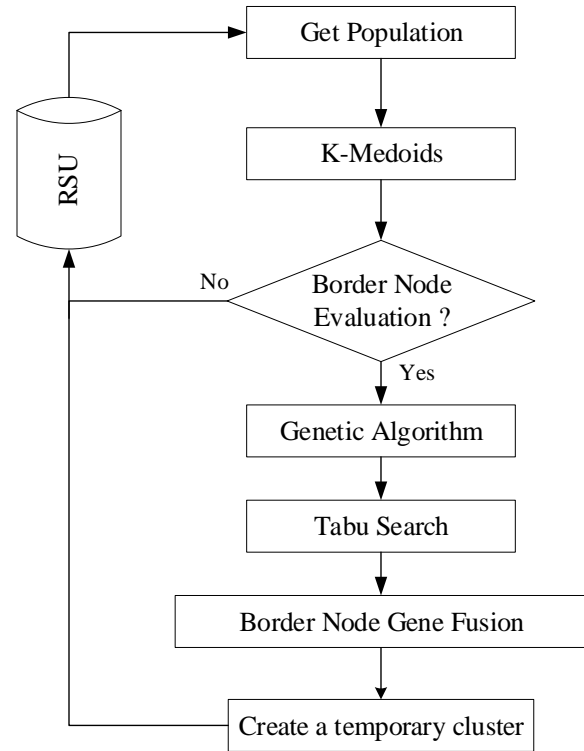 Get Population
K-Medoids
RSU
Border Node
Evaluation ?
No
Yes
Genetic Algorithm
Tabu Search
Border Node Gene Fusion
Create a temporary cluster